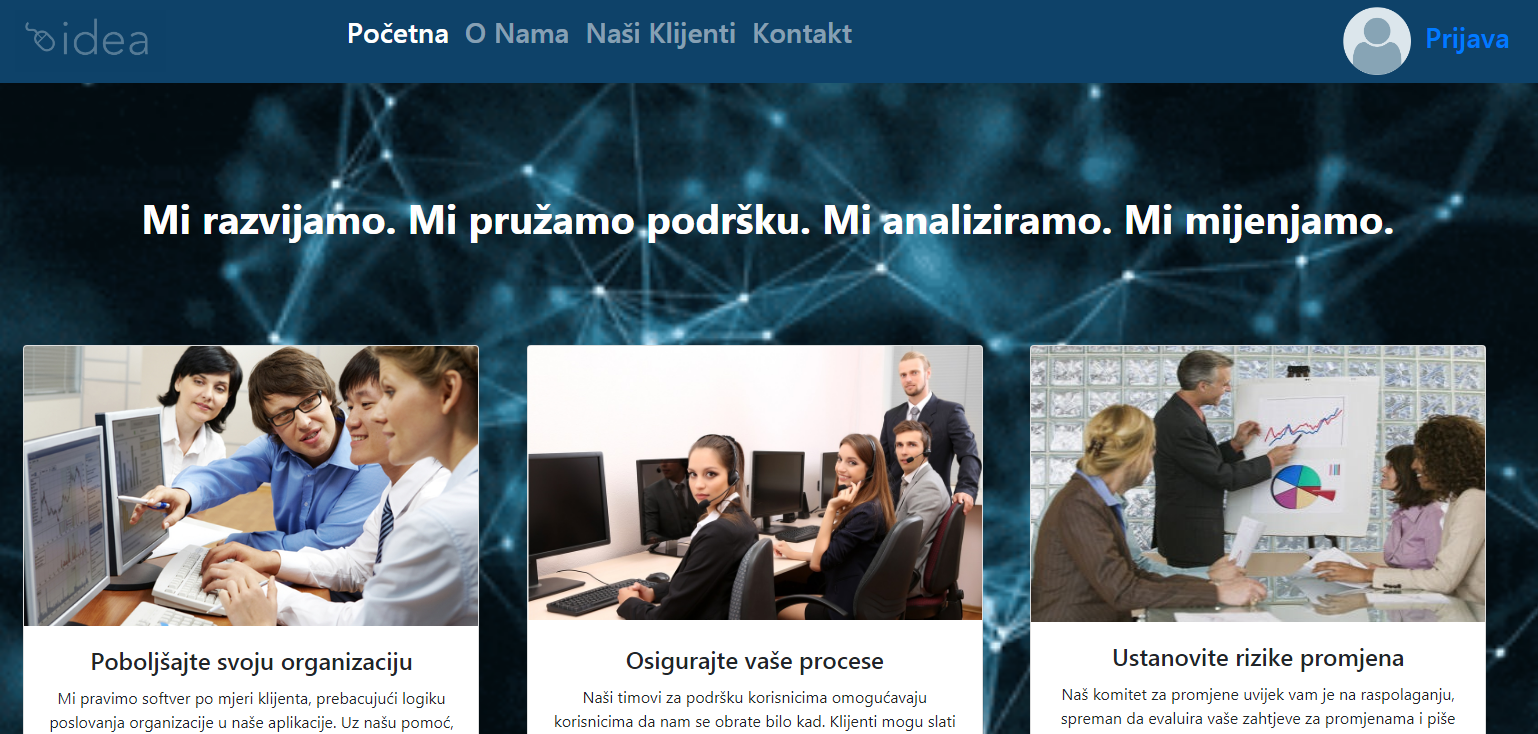 idea
Početna O Nama Naši Klijenti Kontakt
Prijava
Mi razvijamo. Mi pružamo podršku. Mi analiziramo. Mi mijenjamo.
Poboljšajte svoju organizaciju
Mi pravimo softver po mjeri klijenta, prebacujući logiku
poslovanja organizacije u naše aplikacije. Uz našu pomoć,
Osigurajte vaše procese
Naši timovi za podršku korisnicima omogućavaju
korisnicima da nam se obrate bilo kad. Klijenti mogu slati
Ustanovite rizike promjena
Naš komitet za promjene uvijek vam je na raspolaganju,
spreman da evaluira vaše zahtjeve za promjenama i piše